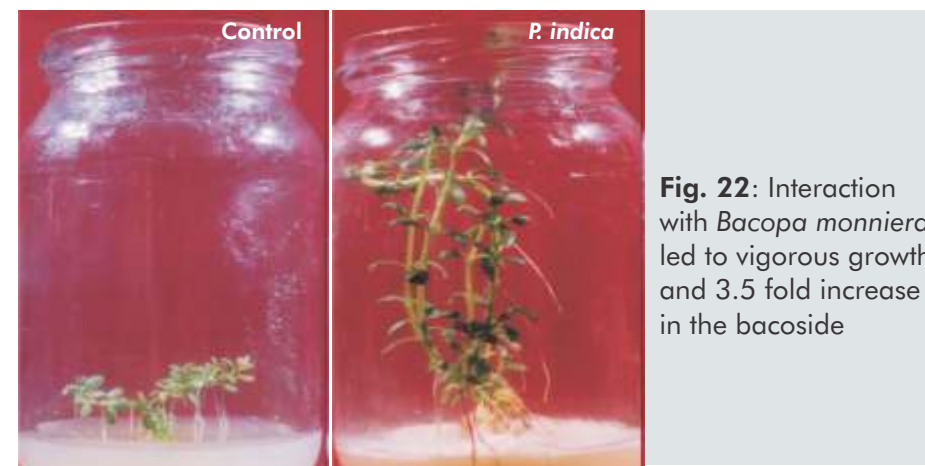 Control
P. indica
Fig. 22: Interaction
with Bacopa monniera
led to vigorous growth
and 3.5 fold increase
in the bacoside